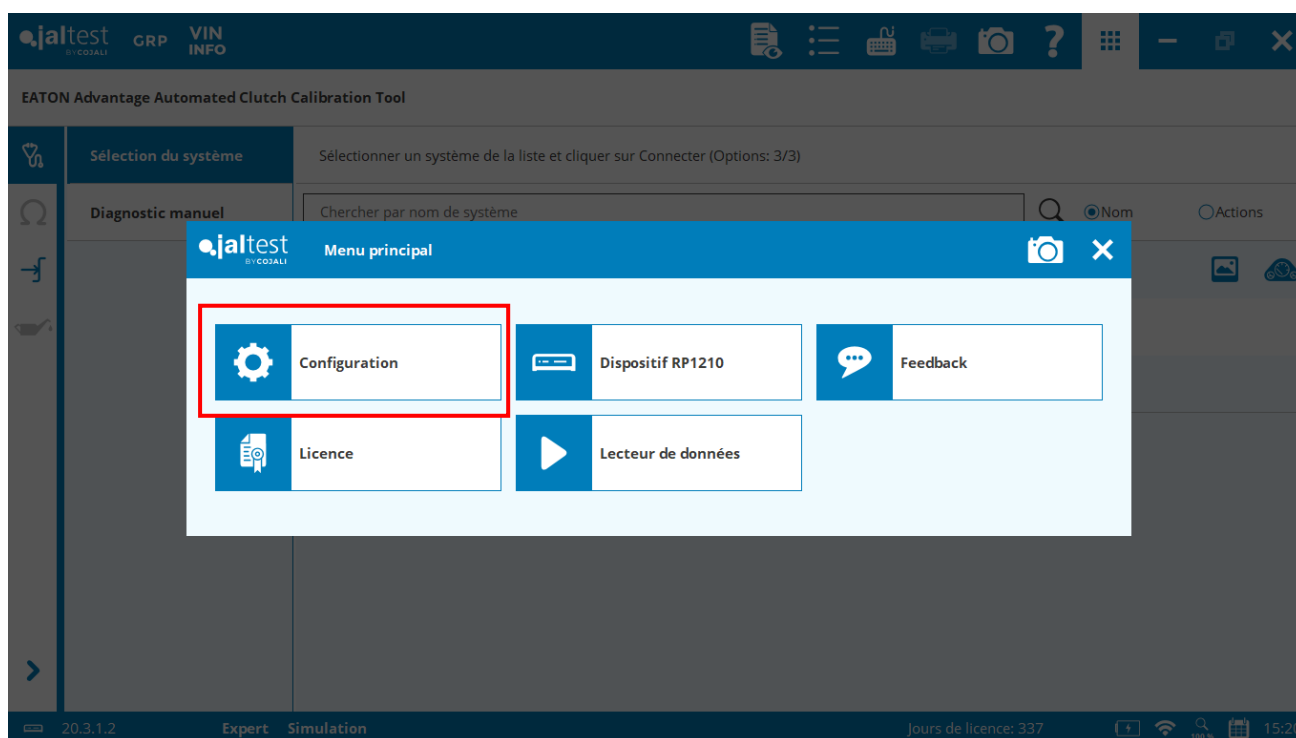 jaltest
BY COJALI
GRP
VIN
INFO
EATON Advantage Automated Clutch Calibration Tool
Sélection du système
Sélectionner un système de la liste et cliquer sur Connecter (Options: 3/3)
Diagnostic manuel
Chercher par nom de système
Nom
Actions
jaltest
BY COJALI
Menu principal
Configuration
Dispositif RP1210
Feedback
Licence
Lecteur de données
20.3.1.2
Expert
Simulation
Jours de licence: 337
100 %